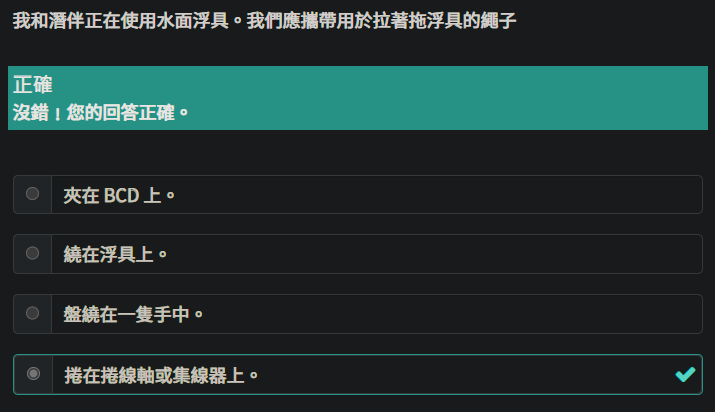 我和潛伴正在使用水面浮具。我們應攜帶用於拉著拖浮具的繩子
正確
沒錯！您的回答正確。
夾在 BCD 上。
繞在浮具上。
盤繞在一隻手中。
捲在捲線軸或集線器上。